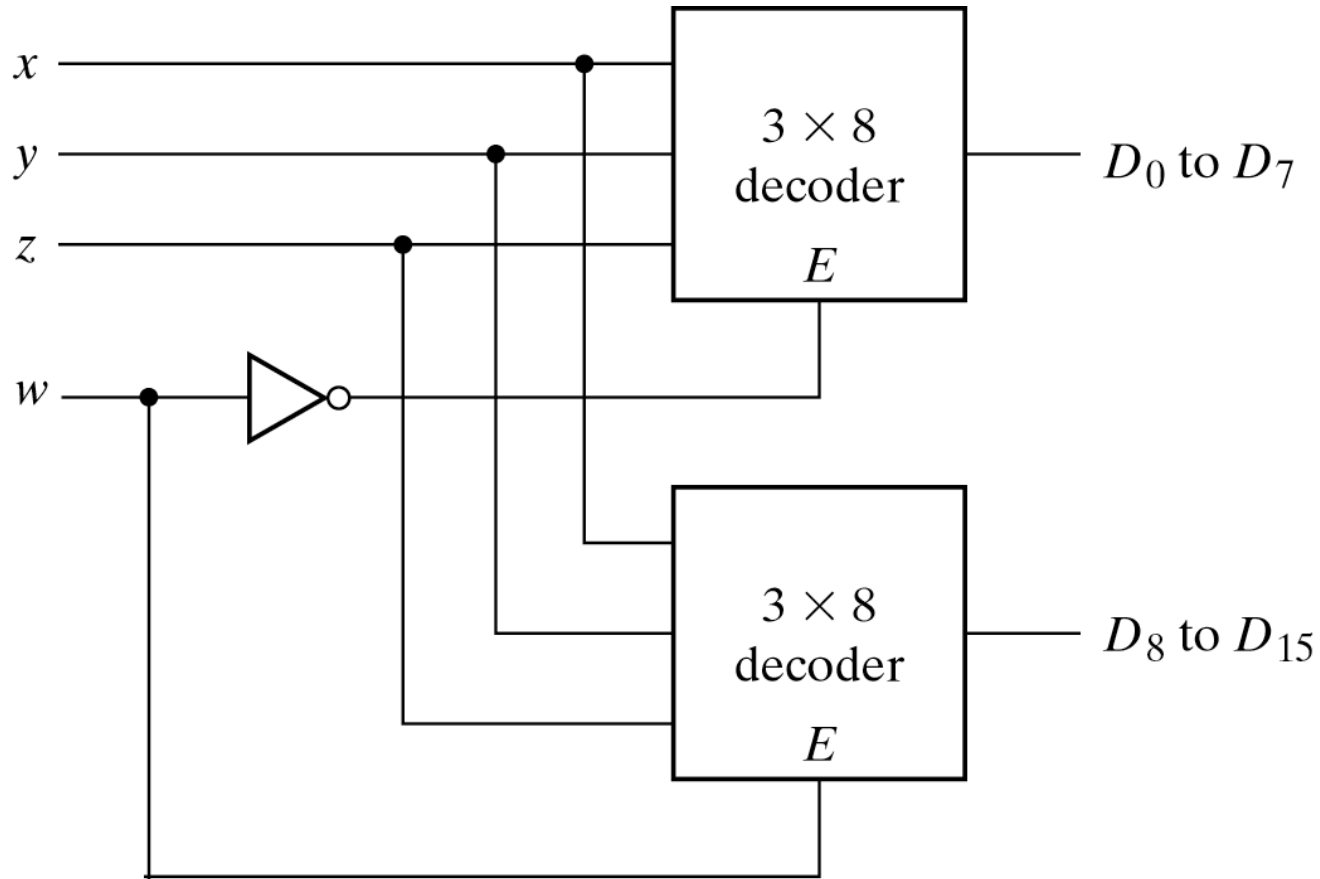 x
y
z
w
3 × 8
decoder
E
D0 to D7
3 × 8
decoder
E
D8 to D15